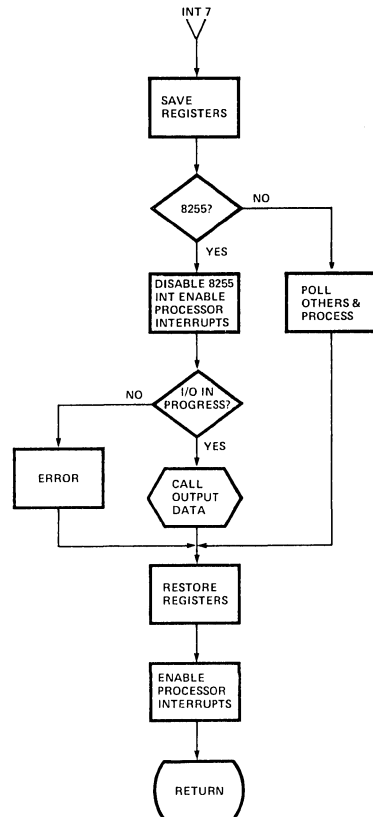 INT 7
SAVE
REGISTERS
8255?
NO
YES
DISABLE 8255
INT ENABLE
PROCESSOR
INTERRUPTS
POLL
OTHERS &
PROCESS
I/O IN
PROGRESS?
NO
YES
ERROR
CALL
OUTPUT
DATA
RESTORE
REGISTERS
ENABLE
PROCESSOR
INTERRUPTS
RETURN